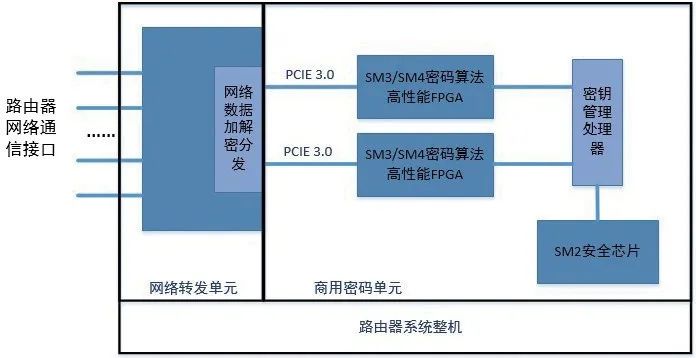 路由器
网络通
信接口
......
网络
数据
加解
密分
发
PCIE 3.0
SM3/SM4密码算法
高性能FPGA
PCIE 3.0
SM3/SM4密码算法
高性能FPGA
密钥
管理
处理
器
SM2安全芯片
网络转发单元
商用密码单元
路由器系统整机